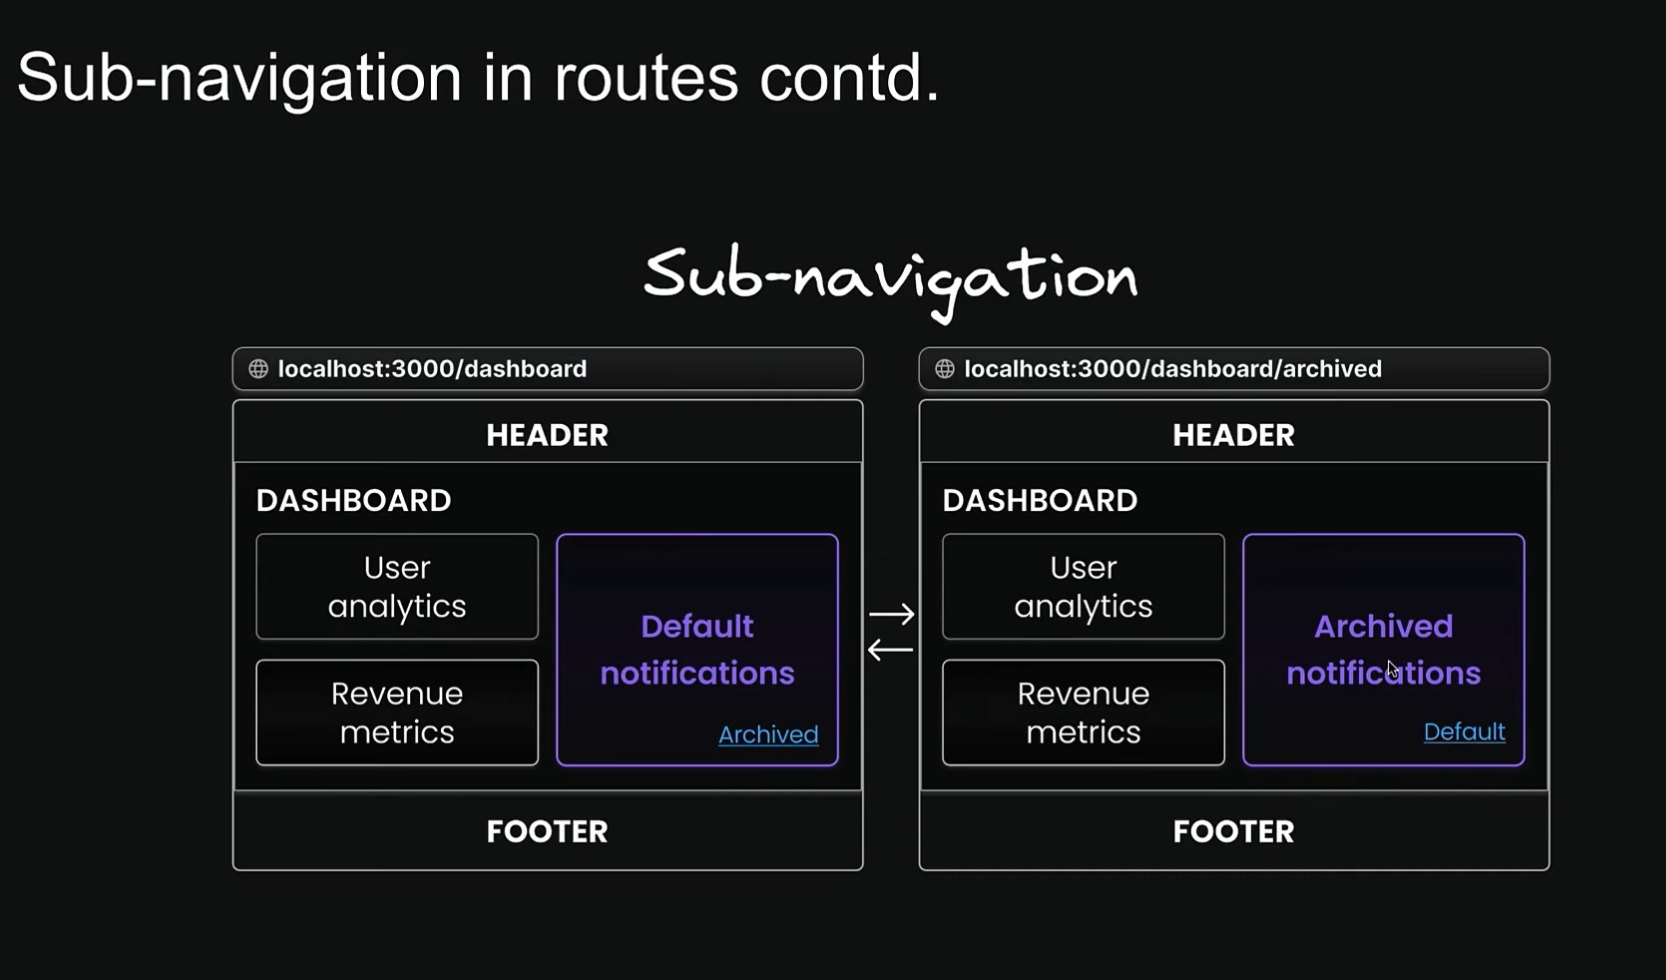 Sub-navigation in routes contd.
Sub-navigation
localhost:3000/dashboard
HEADER
DASHBOARD
User
analytics
Revenue
metrics
Default
notifications
Archived
FOOTER
localhost:3000/dashboard/archived
HEADER
DASHBOARD
User
analytics
Revenue
metrics
Archived
notifications
Default
FOOTER